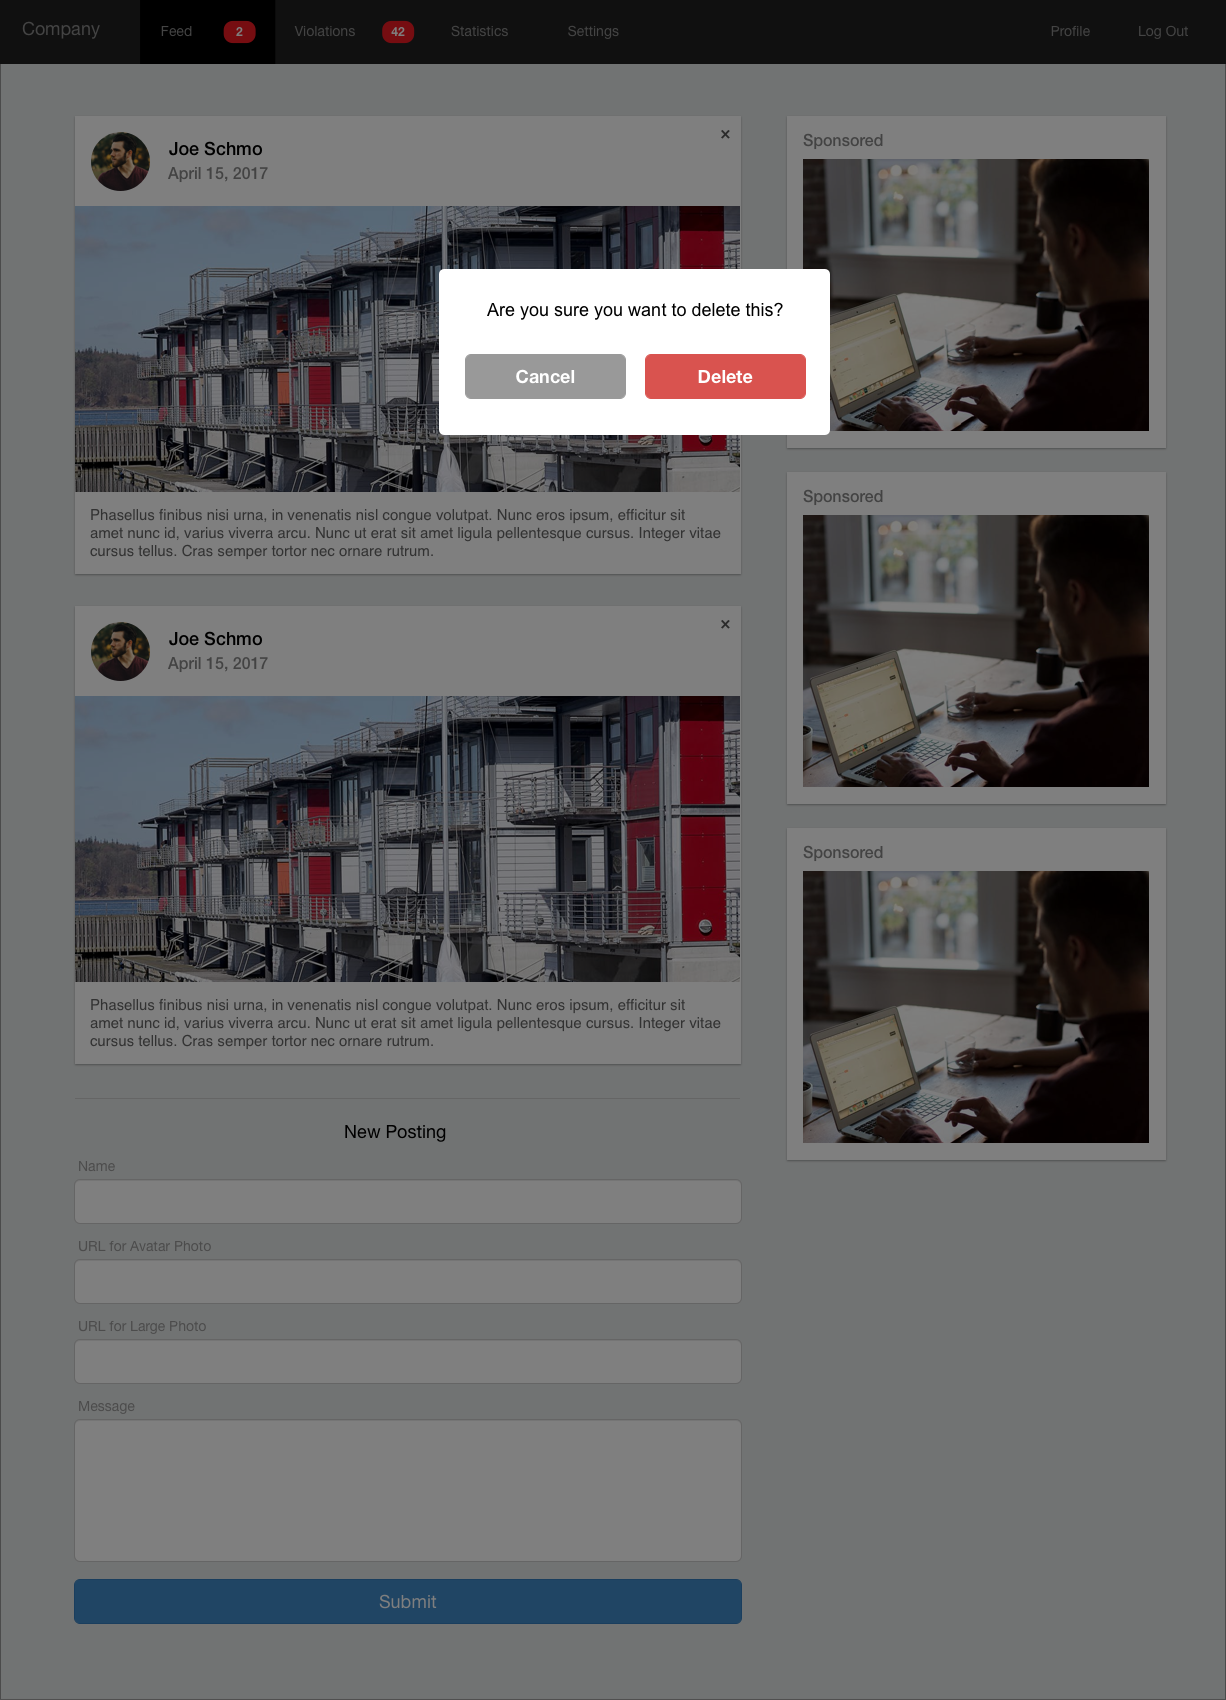 Company
Feed
2
Violations
42
Statistics
Settings
Profile
Log Out
Joe Schmo
April 15, 2017
×
Sponsored
Are you sure you want to delete this?
Cancel
Delete
Phasellus finibus nisi urna, in venenatis nisl congue volutpat. Nunc eros ipsum, efficitur sit
amet nunc id, varius viverra arcu. Nunc ut erat sit amet ligula pellentesque cursus. Integer vitae
cursus tellus. Cras semper tortor nec ornare rutrum.
Sponsored
Joe Schmo
April 15, 2017
×
Phasellus finibus nisi urna, in venenatis nisl congue volutpat. Nunc eros ipsum, efficitur sit
amet nunc id, varius viverra arcu. Nunc ut erat sit amet ligula pellentesque cursus. Integer vitae
cursus tellus. Cras semper tortor nec ornare rutrum.
Sponsored
New Posting
Name
URL for Avatar Photo
URL for Large Photo
Message
Submit